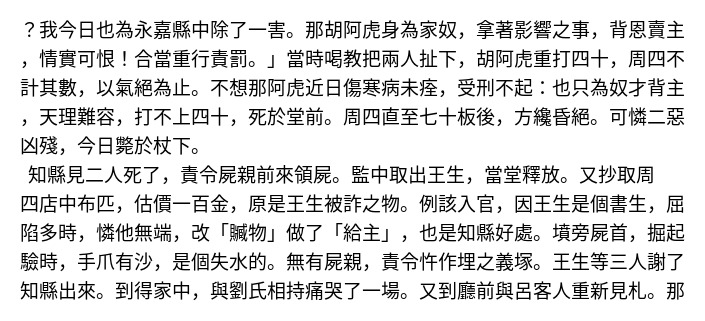 ？我今日也為永嘉縣中除了一害。那胡阿虎身為家奴，拿著影響之事，背恩賣主
，情實可恨！合當重行責罰。」當時喝教把兩人扯下，胡阿虎重打四十，周四不
計其數，以氣絕為止。不想那阿虎近日傷寒病未痊，受刑不起：也只為奴才背主
，天理難容，打不上四十，死於堂前。周四直至七十板後，方纔昏絕。可憐二惡
凶殘，今日斃於杖下。
知縣見二人死了，責令屍親前來領屍。監中取出王生，當堂釋放。又抄取周
四店中布匹，估價一百金，原是王生被詐之物。例該入官，因王生是個書生，屈
陷多時，憐他無端，改「贓物」做了「給主」，也是知縣好處。墳旁屍首，掘起
驗時，手爪有沙，是個失水的。無有屍親，責令忤作埋之義塚。王生等三人謝了
知縣出來。到得家中，與劉氏相持痛哭了一場。又到廳前與呂客人重新見札。那